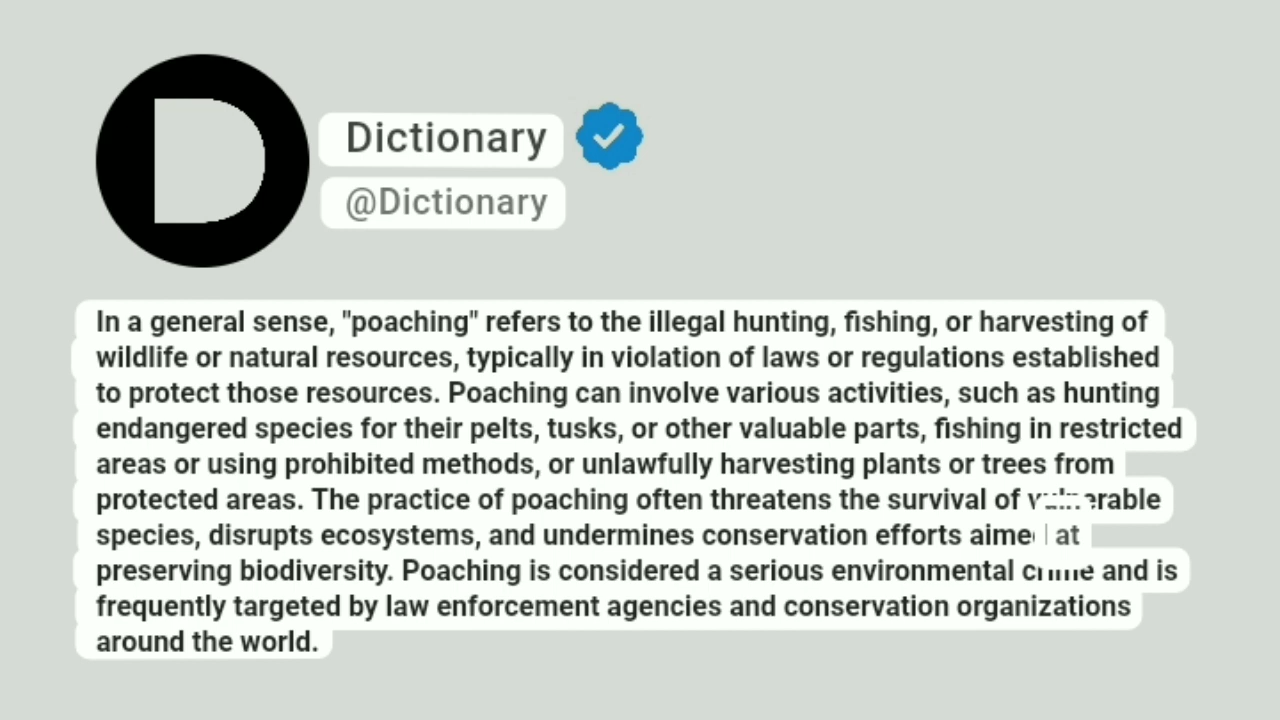 Dictionary
@Dictionary
In a general sense, "poaching" refers to the illegal hunting, fishing, or harvesting of
wildlife or natural resources, typically in violation of laws or regulations established
to protect those resources. Poaching can involve various activities, such as hunting
endangered species for their pelts, tusks, or other valuable parts, fishing in restricted
areas or using prohibited methods, or unlawfully harvesting plants or trees from
protected areas. The practice of poaching often threatens the survival of vulnerable
species, disrupts ecosystems, and undermines conservation efforts aimed at
preserving biodiversity. Poaching is considered a serious environmental crime and is
frequently targeted by law enforcement agencies and conservation organizations
around the world.